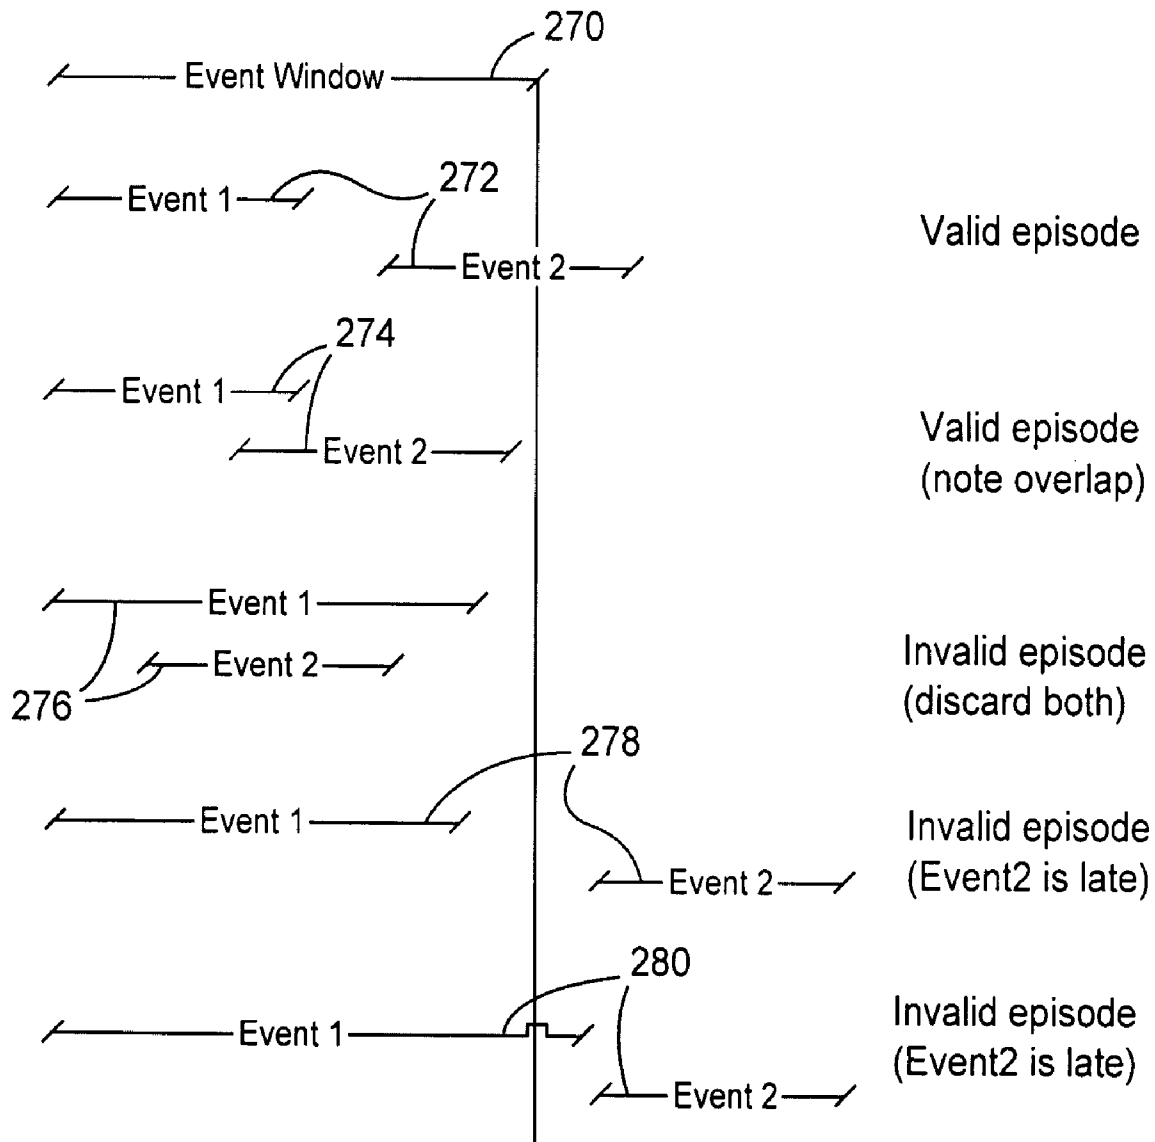 270
Event Window
272
Event 1
Valid episode
Event 2
274
Event 1
Valid episode
(note overlap)
Event 2
Event 1
Event 2
Invalid episode
(discard both)
276
278
Event 1
Invalid episode
(Event2 is late)
Event 2
280
Event 1
Invalid episode
(Event2 is late)
Event 2